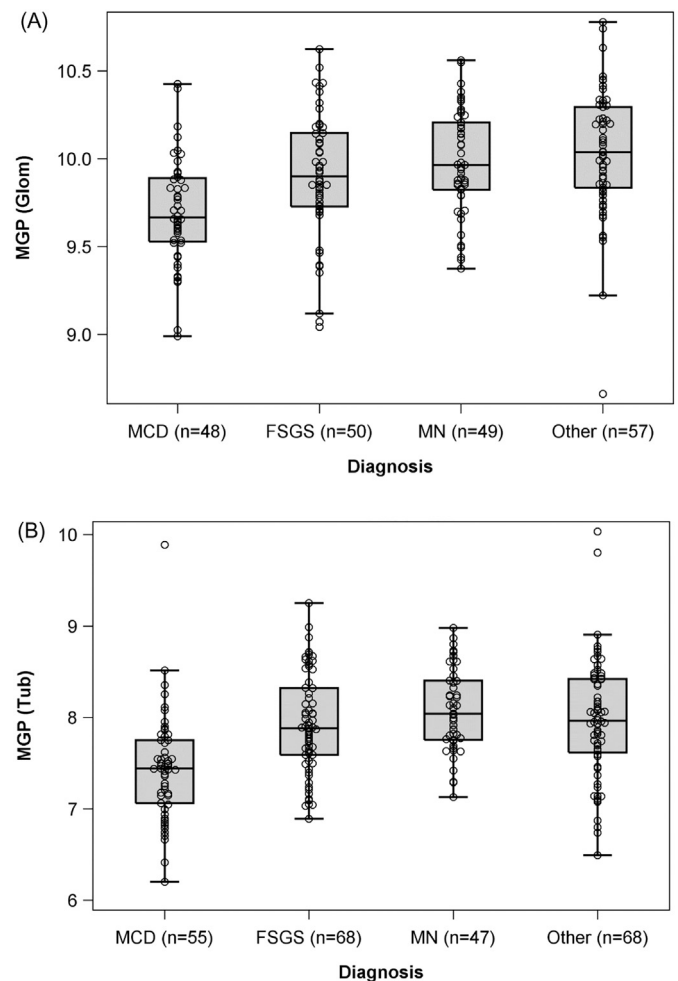 (A)
MGP (Glom)
10.5
10.0
9.5
9.0
MCD (n=48) FSGS (n=50) MN (n=49) Other (n=57)
Diagnosis
(B)
MGP (Tub)
10
9
8
7
6
MCD (n=55) FSGS (n=68) MN (n=47) Other (n=68)
Diagnosis